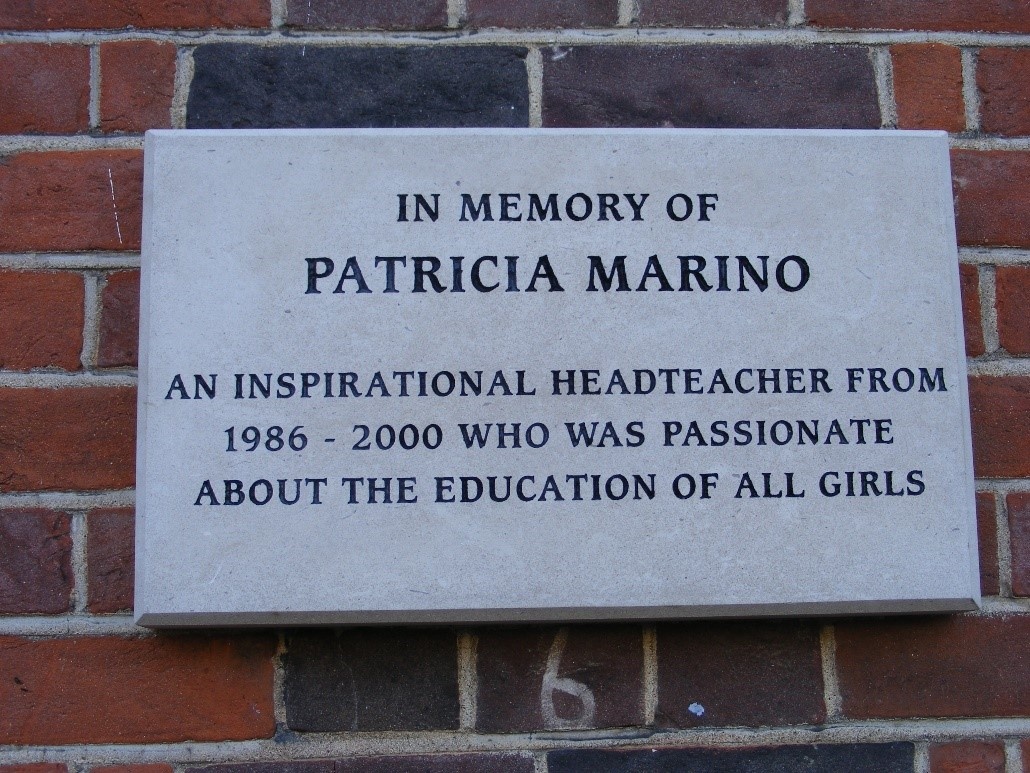 IN MEMORY OF
PATRICIA MARINO
AN INSPIRATIONAL HEADTEACHER FROM
1986 - 2000 WHO WAS PASSIONATE
ABOUT THE EDUCATION OF ALL GIRLS
6